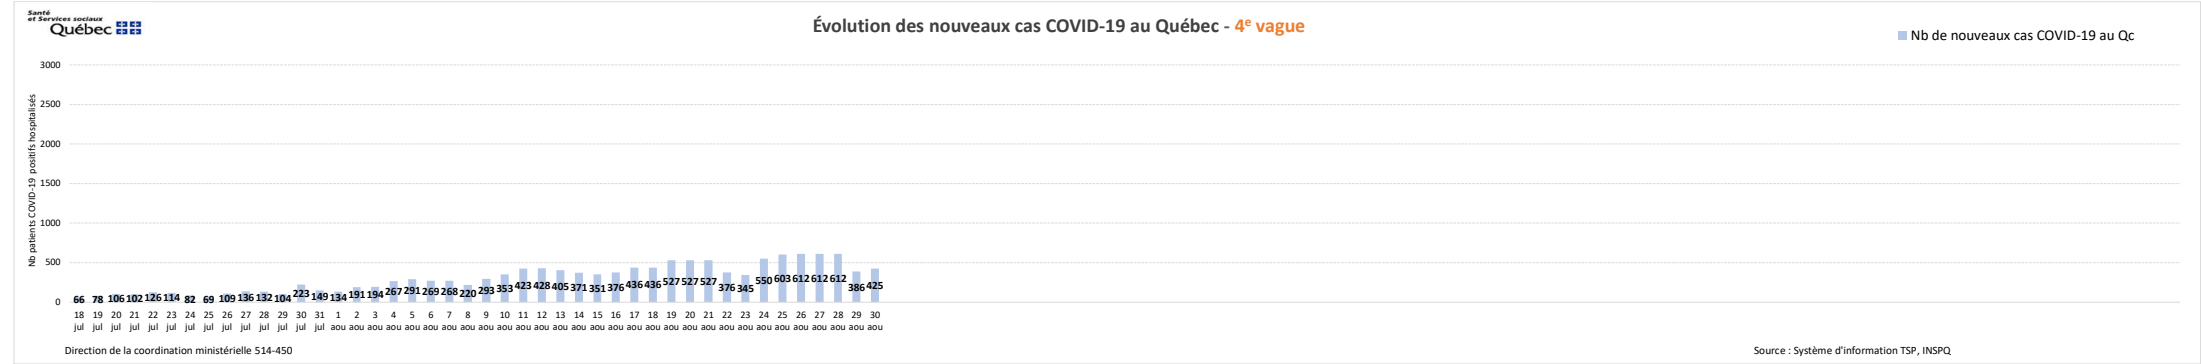 Santé
et Services sociaux
Québec
Évolution des nouveaux cas COVID-19 au Québec - 4e vague
Nb de nouveaux cas COVID-19 au Qc
Nb patients COVID-19 positifs hospitalisés
3000
2500
2000
1500
1000
500
0
66 78 106 102 126 114 82 69 109 136 132 104 223 149 134 191 194 267 291 269 268 220 293 353 423 428 405 371 351 376 436 436 527 527 527 376 345 550 603 612 612 612 386 425
18 19 20 21 22 23 24 25 26 27 28 29 30 31 1 2 3 4 5 6 7 8 9 10 11 12 13 14 15 16 17 18 19 20 21 22 23 24 25 26 27 28 29 30
jul jul jul jul jul jul jul jul jul jul jul jul jul jul aou aou aou aou aou aou aou aou aou aou aou aou aou aou aou aou aou aou aou aou aou aou aou aou aou aou aou aou aou aou
Direction de la coordination ministérielle 514-450
Source : Système d'information TSP, INSPQ